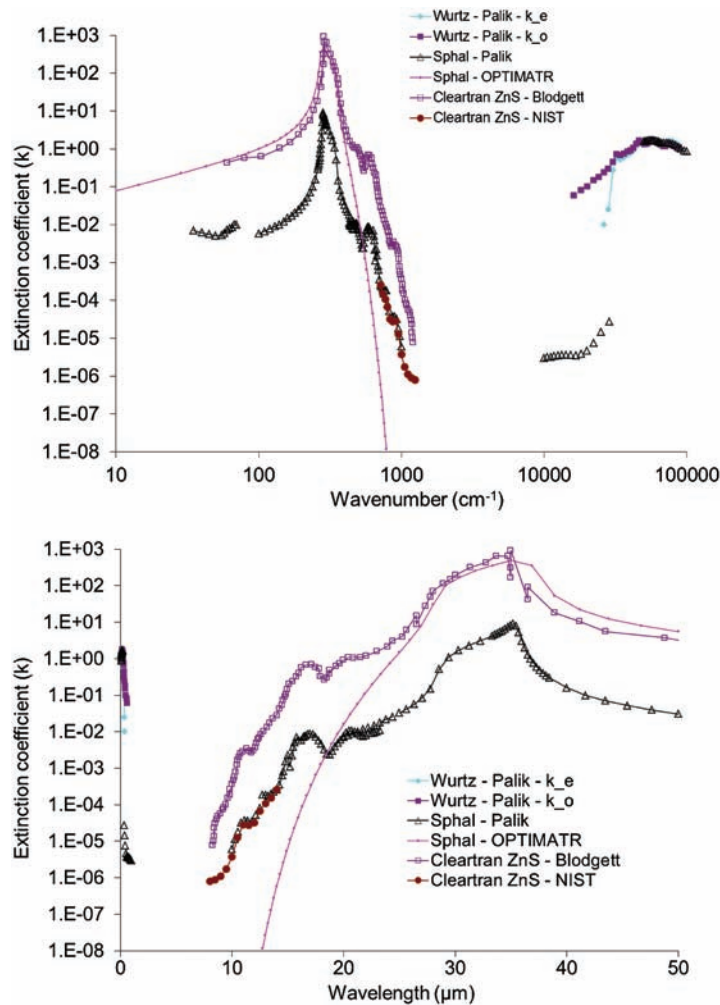 1.E+03
1.E+02
1.E+01
1.E+00
1.E-01
1.E-02
1.E-03
1.E-04
1.E-05
1.E-06
1.E-07
1.E-08
Extinction coefficient (k)
Wurtz - Palik - k_e
Wurtz - Palik - k_o
Sphal - Palik
Sphal - OPTIMATR
Cleartran ZnS - Blodgett
Cleartran ZnS - NIST
10 100 1000 10000 100000
Wavenumber (cm-1)
1.E+03
1.E+02
1.E+01
1.E+00
1.E-01
1.E-02
1.E-03
1.E-04
1.E-05
1.E-06
1.E-07
1.E-08
Extinction coefficient (k)
Wurtz - Palik - k_e
Wurtz - Palik - k_o
Sphal - Palik
Sphal - OPTIMATR
Cleartran ZnS - Blodgett
Cleartran ZnS - NIST
0 10 20 30 40 50
Wavelength (µm)